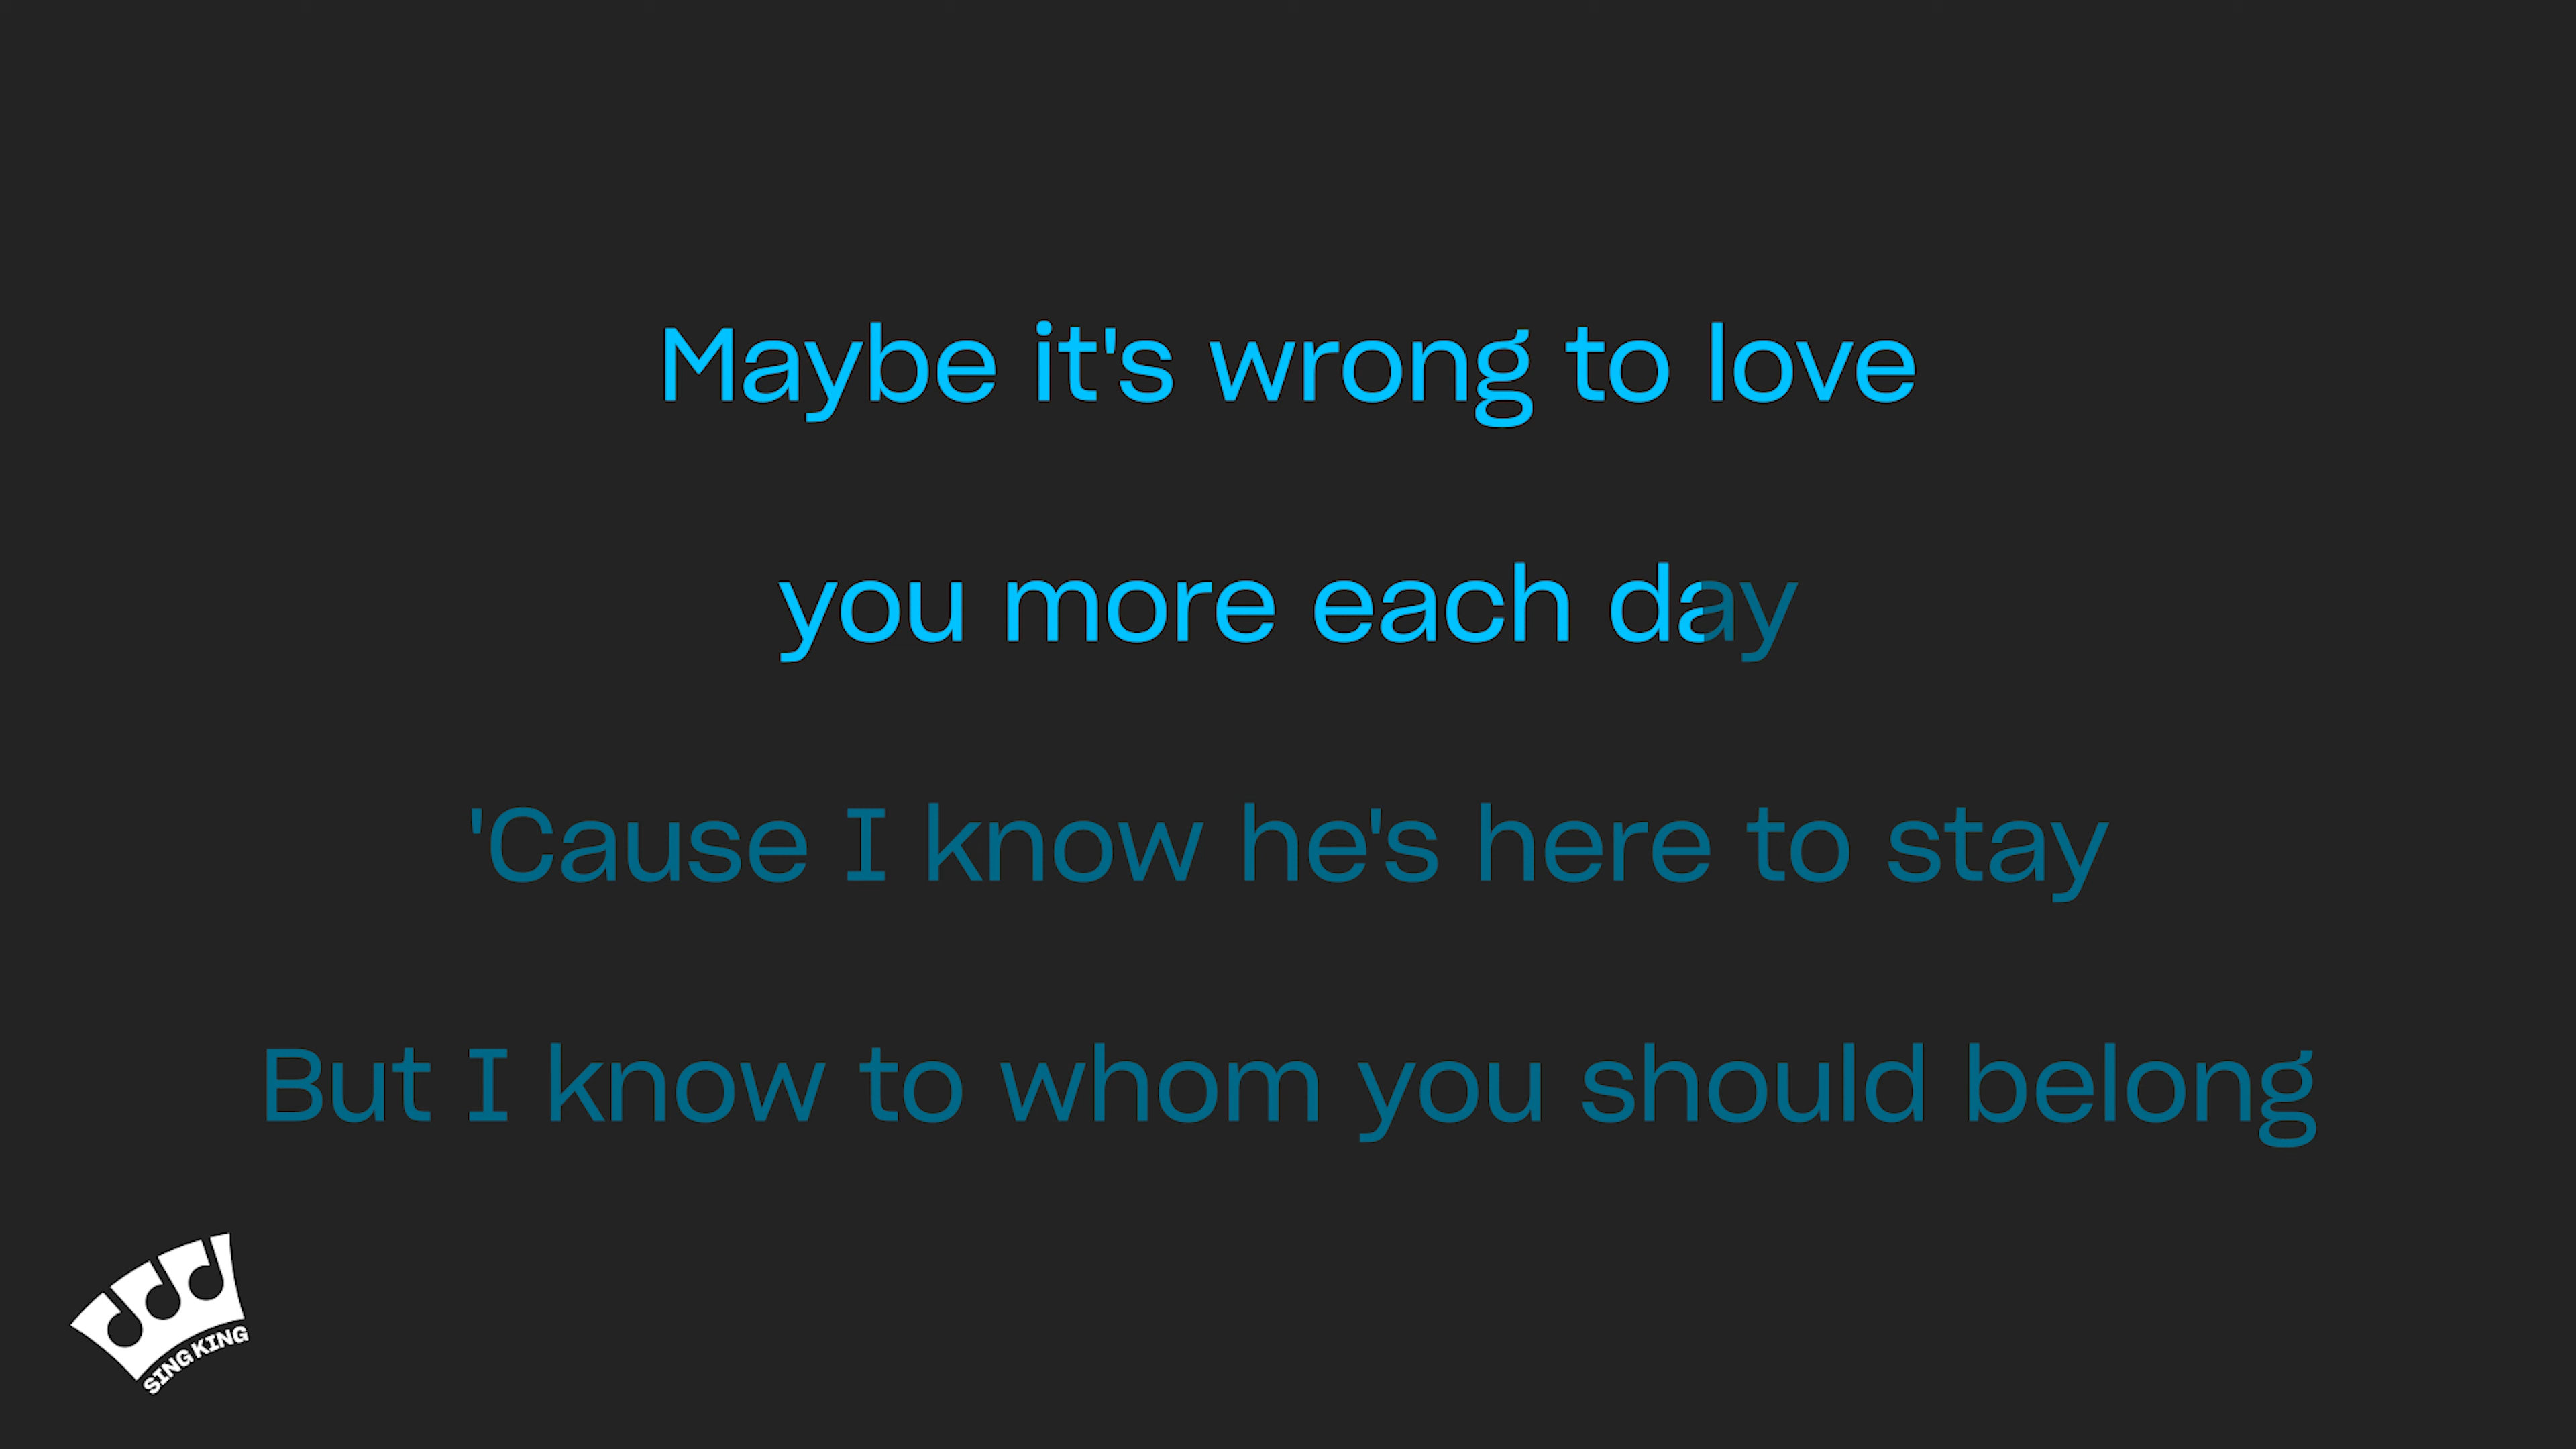 Maybe it's wrong to love
you more each day
'Cause I know he's here to stay
But I know to whom you should belong
SING KING